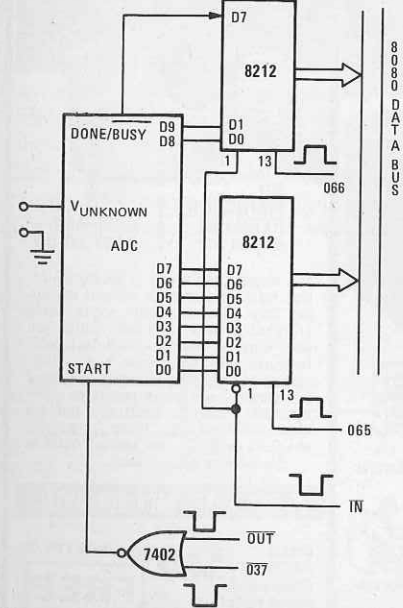 D7
8212
8080 DATA BUS
DONE/BUSY
D9
D8
D1
D0
1
13
066
VUNKNOWN
ADC
8212
D7
D6
D5
D4
D3
D2
D1
D0
D7
D6
D5
D4
D3
D2
D1
D0
START
1
13
065
IN
7402
OUT
037